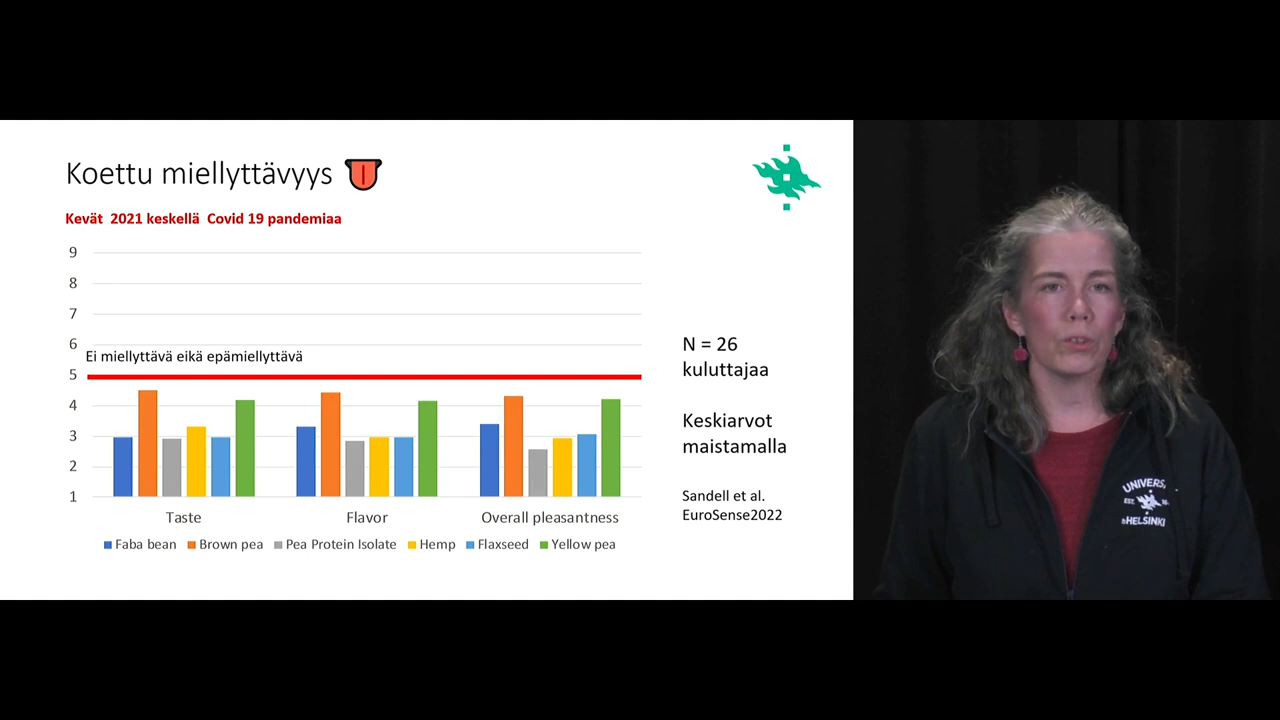 Koettu miellyttävyys
Kevät 2021 keskellä Covid 19 pandemiaa
9
8
7
6
Ei miellyttävä eikä epämiellyttävä
5
4
3
2
1
Taste Flavor Overall pleasantness
Faba bean Brown pea Pea Protein Isolate Hemp Flaxseed Yellow pea
N = 26
kuluttajaa
Keskiarvot
maistamalla
Sandell et al.
EuroSense2022
UNIVERS
EST.
HELSINKI